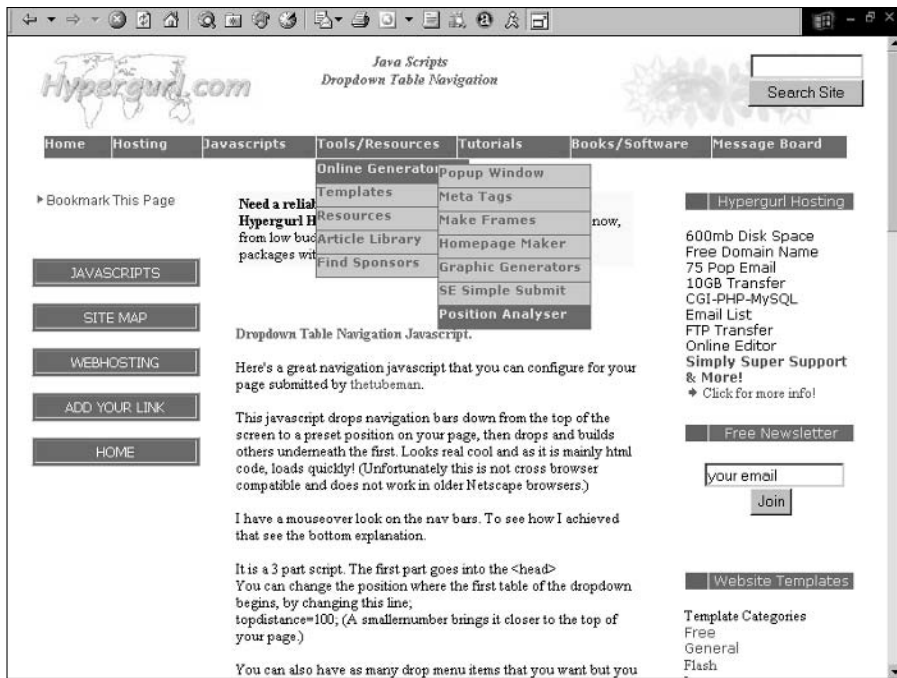 Hypergurl.com
Java Scripts
Dropdown Table Navigation
Search Site
Home Hosting Javascripts Tools/Resources Tutorials Books/Software Message Board
Online Generato
Templates
Resources
Article Library
Find Sponsors
Popup Window
Meta Tags
Make Frames
Homepage Maker
Graphic Generators
SE Simple Submit
Position Analyser
Bookmark This Page
JAVASCRIPTS
SITE MAP
WEBHOSTING
ADD YOUR LINK
HOME
Need a reliab
Hypergurl H now,
from low bud
packages wit
Dropdown Table Navigation Javascript.
Here's a great navigation javascript that you can configure for your
page submitted by thetubeman.
This javascript drops navigation bars down from the top of the
screen to a preset position on your page, then drops and builds
others underneath the first. Looks real cool and as it is mainly html
code, loads quickly! (Unfortunately this is not cross browser
compatible and does not work in older Netscape browsers.)
I have a mouseover look on the nav bars. To see how I achieved
that see the bottom explanation.
It is a 3 part script. The first part goes into the <head>
You can change the position where the first table of the dropdown
begins, by changing this line;
topdistance=100; (A smallernumber brings it closer to the top of
your page.)
You can also have as many drop menu items that you want but you
Hypergurl Hosting
600mb Disk Space
Free Domain Name
75 Pop Email
10GB Transfer
CGI-PHP-MySQL
Email List
FTP Transfer
Online Editor
Simply Super Support
& More!
Click for more info!
Free Newsletter
your email
Join
Website Templates
Template Categories
Free
General
Flash